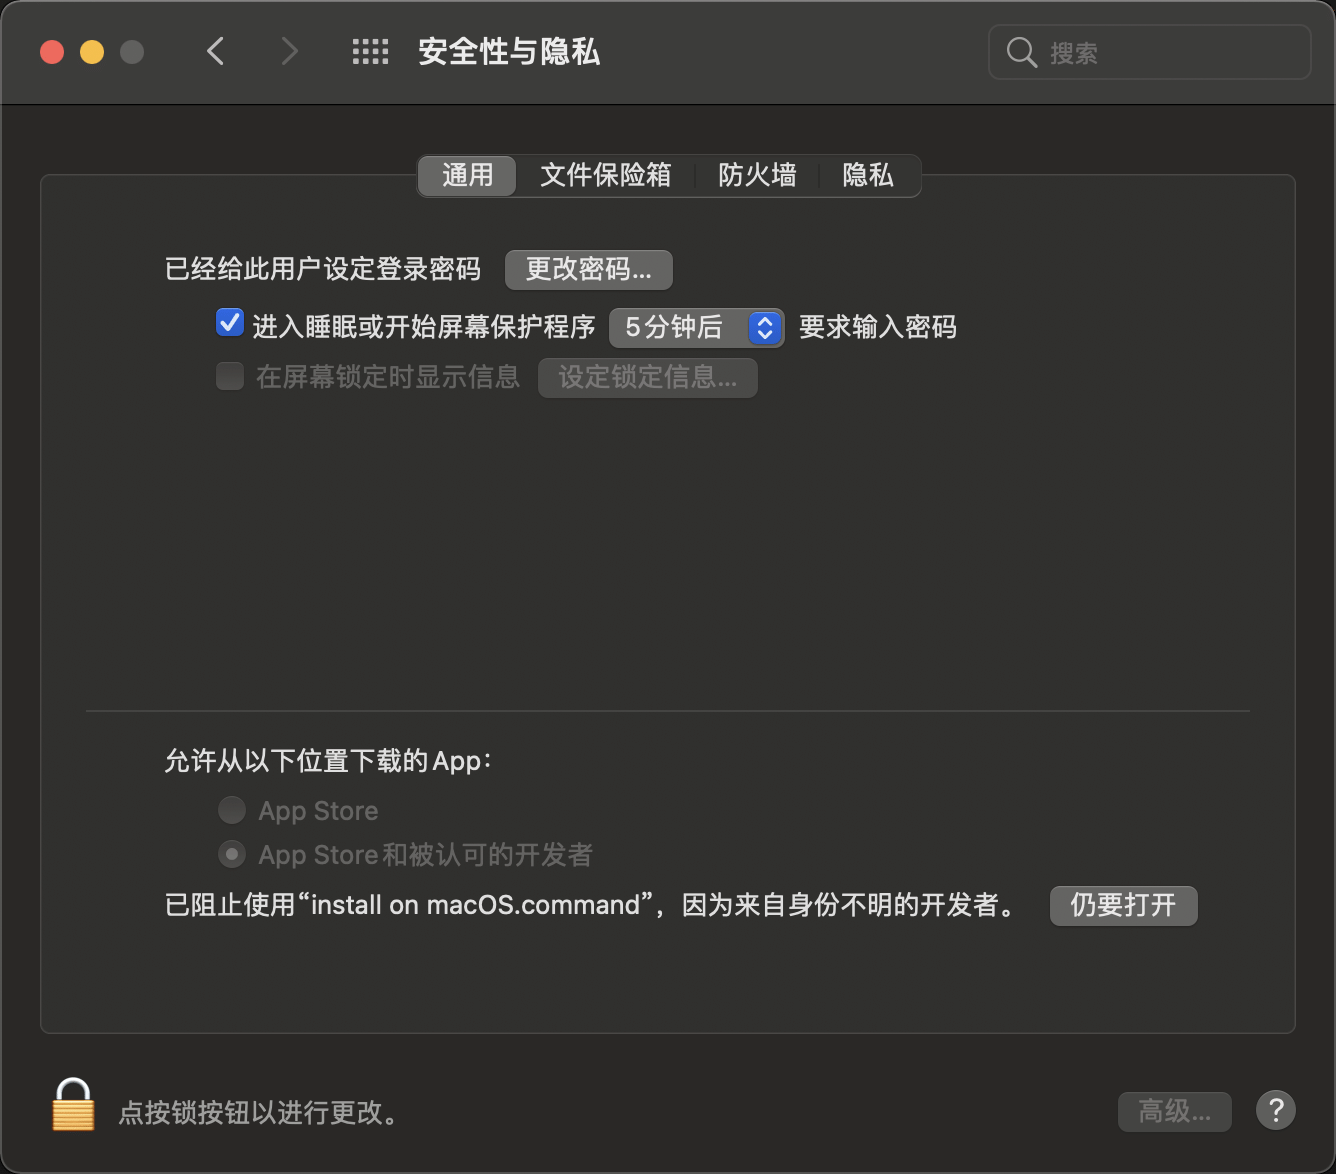 安全性与隐私
搜索
通用 文件保险箱 防火墙 隐私
已经给此用户设定登录密码 更改密码...
进入睡眠或开始屏幕保护程序 5分钟后 要求输入密码
在屏幕锁定时显示信息 设定锁定信息...
允许从以下位置下载的App：
App Store
App Store和被认可的开发者
已阻止使用“install on macOS.command”，因为来自身份不明的开发者。 仍要打开
点按锁按钮以进行更改。
高级... ?